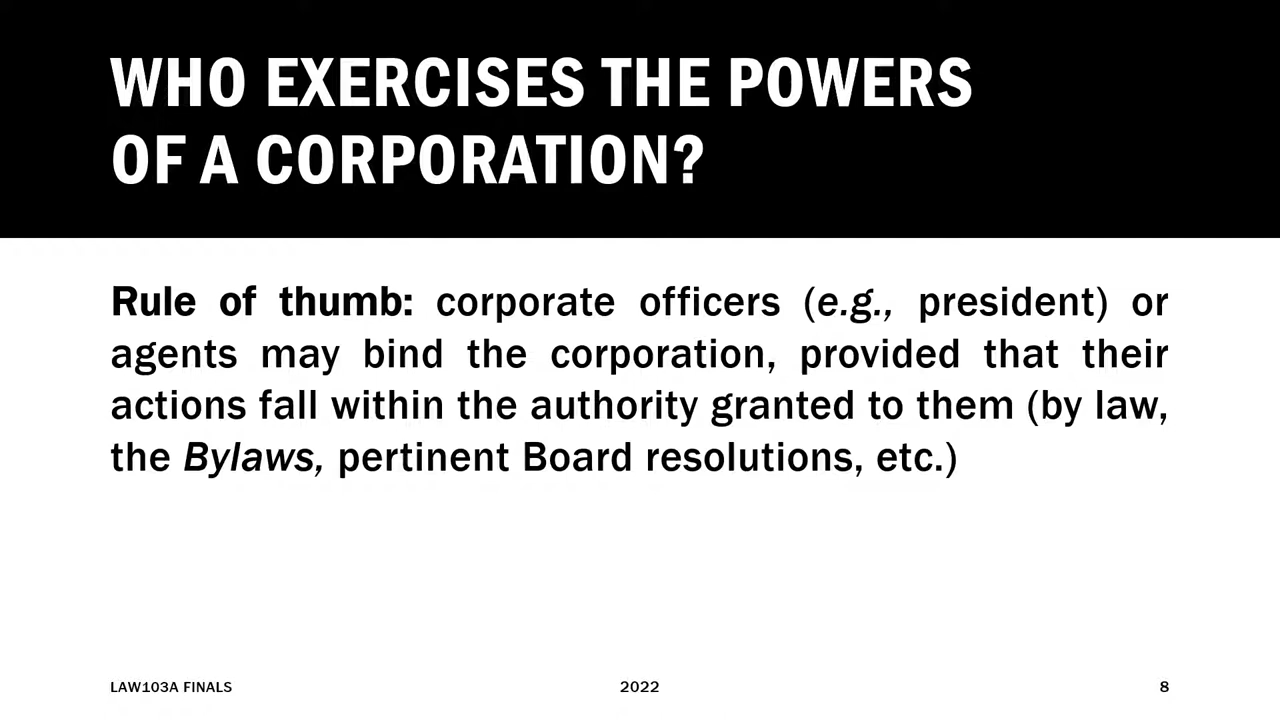 WHO EXERCISES THE POWERS
OF A CORPORATION?
Rule of thumb: corporate officers (e.g., president) or
agents may bind the corporation, provided that their
actions fall within the authority granted to them (by law,
the Bylaws, pertinent Board resolutions, etc.)
LAW103A FINALS
2022
8